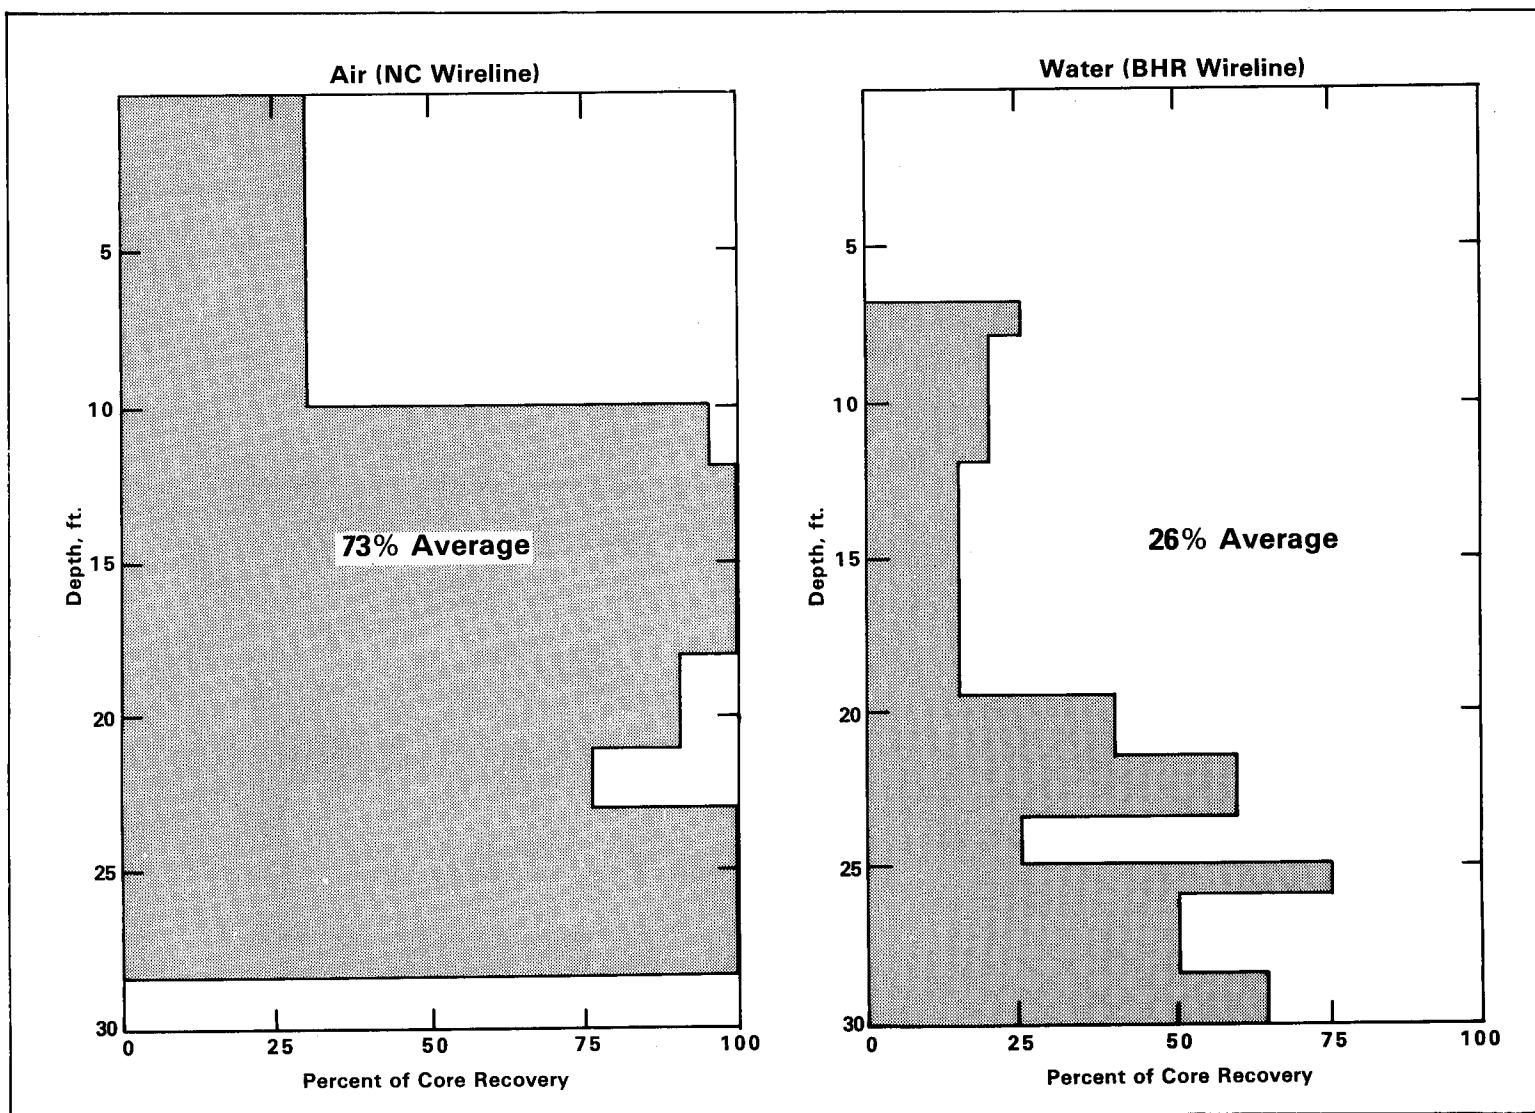 Air (NC Wireline)
5
10
15
20
25
30
Depth, ft.
73% Average
0 25 50 75 100
Percent of Core Recovery
Water (BHR Wireline)
5
10
15
20
25
30
Depth, ft.
26% Average
0 25 50 75 100
Percent of Core Recovery